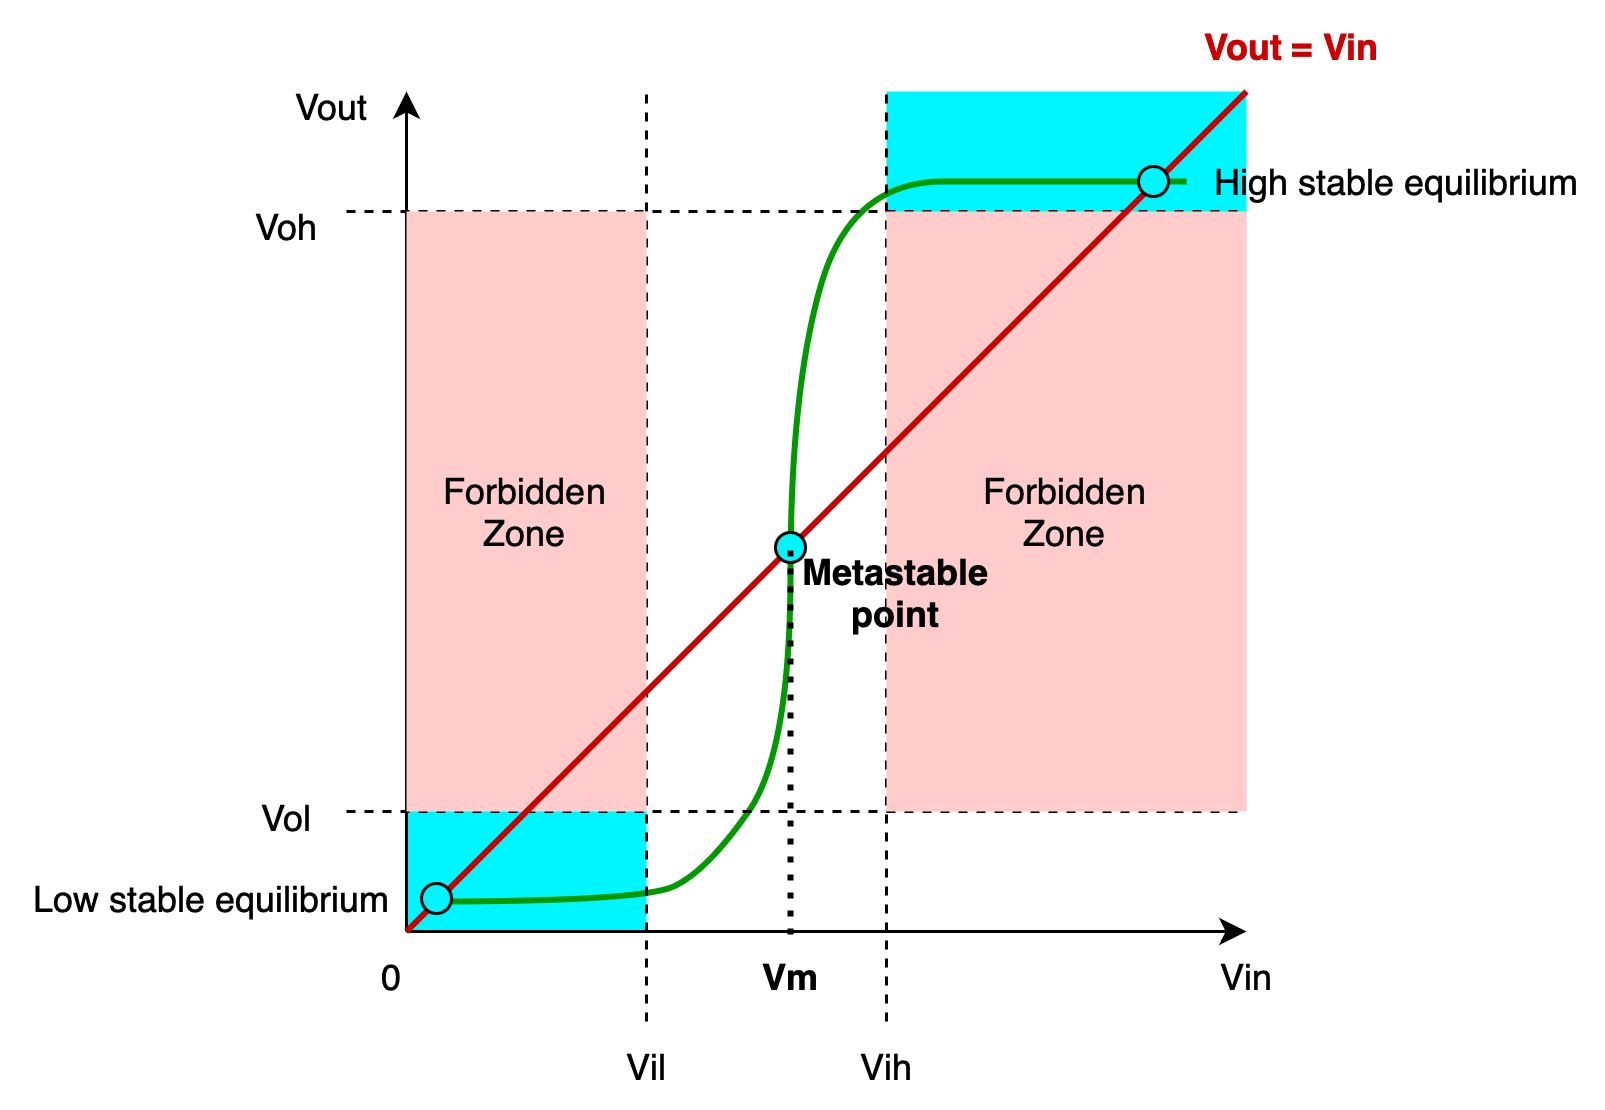 Vout = Vin
Vout
High stable equilibrium
Voh
Forbidden
Zone
Forbidden
Zone
Metastable
point
Vol
Low stable equilibrium
0
Vm
Vin
Vil
Vih